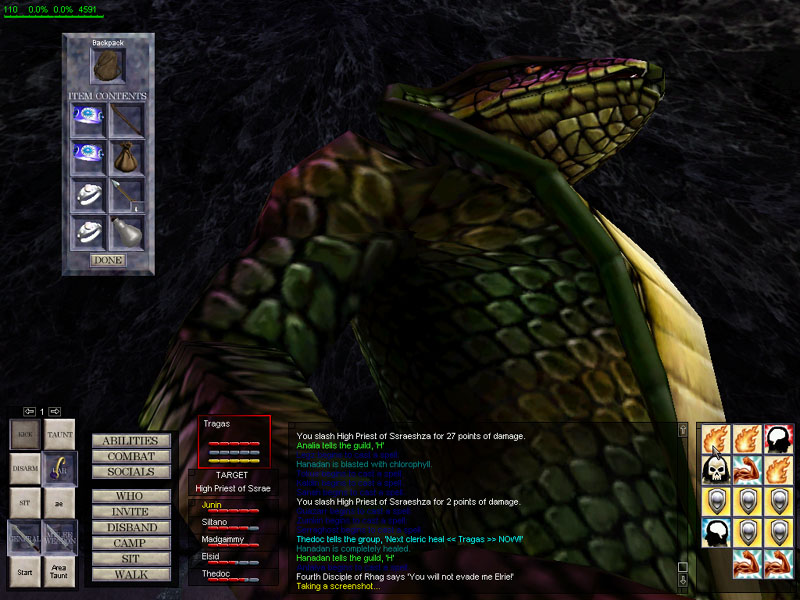 110 0.0% 0.0% 4591
Backpack
ITEM CONTENTS
DONE
1
KICK
TAUNT
DISARM
SIT
ae
GENERAL
Start
Area Taunt
ABILITIES
COMBAT
SOCIALS
WHO
INVITE
DISBAND
CAMP
SIT
WALK
Tragas
TARGET
High Priest of Ssrae
Junin
Siltano
Madgammy
Elsid
Thedoc
You slash High Priest of Ssraeshza for 27 points of damage.
Analia tells the guild, 'H'
Hanadan is blasted with chlorophyll.
You slash High Priest of Ssraeshza for 2 points of damage.
Thedoc tells the group, 'Next cleric heal << Tragas >> NOW!'
Hanadan is completely healed.
Hanadan tells the guild, 'H'
Fourth Disciple of Rhag says 'You will not evade me Elrie!'
Taking a screenshot...